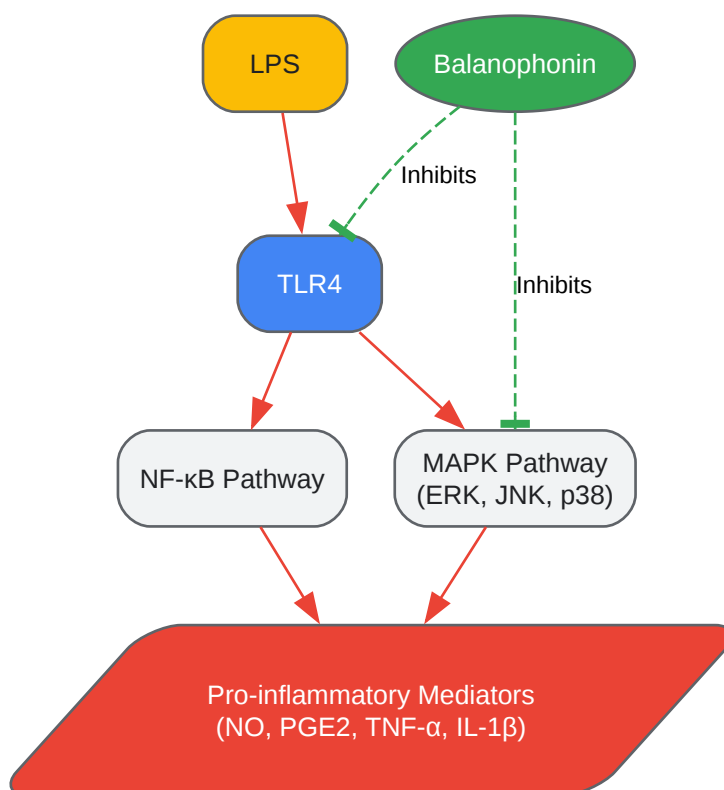 LPS
Balanophonin
Inhibits
TLR4
Inhibits
NF-κB Pathway
MAPK Pathway
(ERK, JNK, p38)
Pro-inflammatory Mediators
(NO, PGE2, TNF-α, IL-1β)